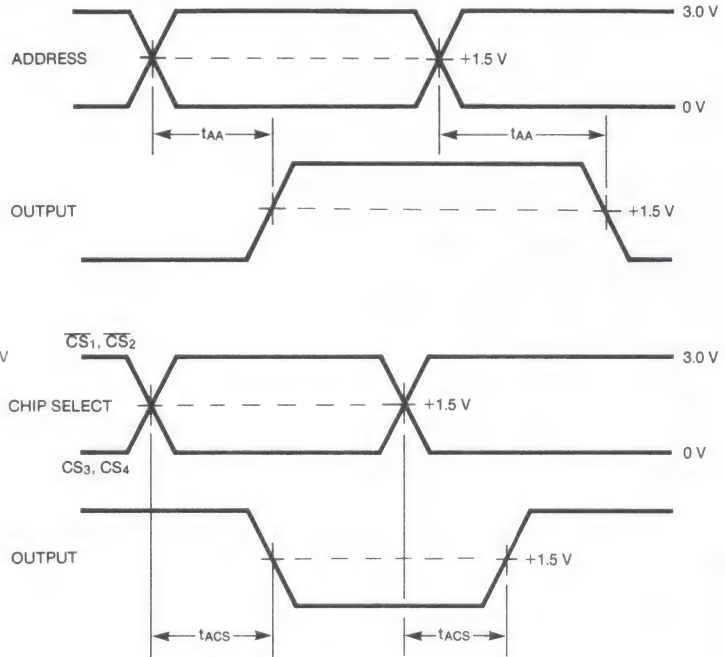 3.0 V
ADDRESS
+1.5 V
0 V
tAA
tAA
OUTPUT
+1.5 V
CS1, CS2
V
3.0 V
CHIP SELECT
+1.5 V
0 V
CS3, CS4
OUTPUT
+1.5 V
tACS
tACS